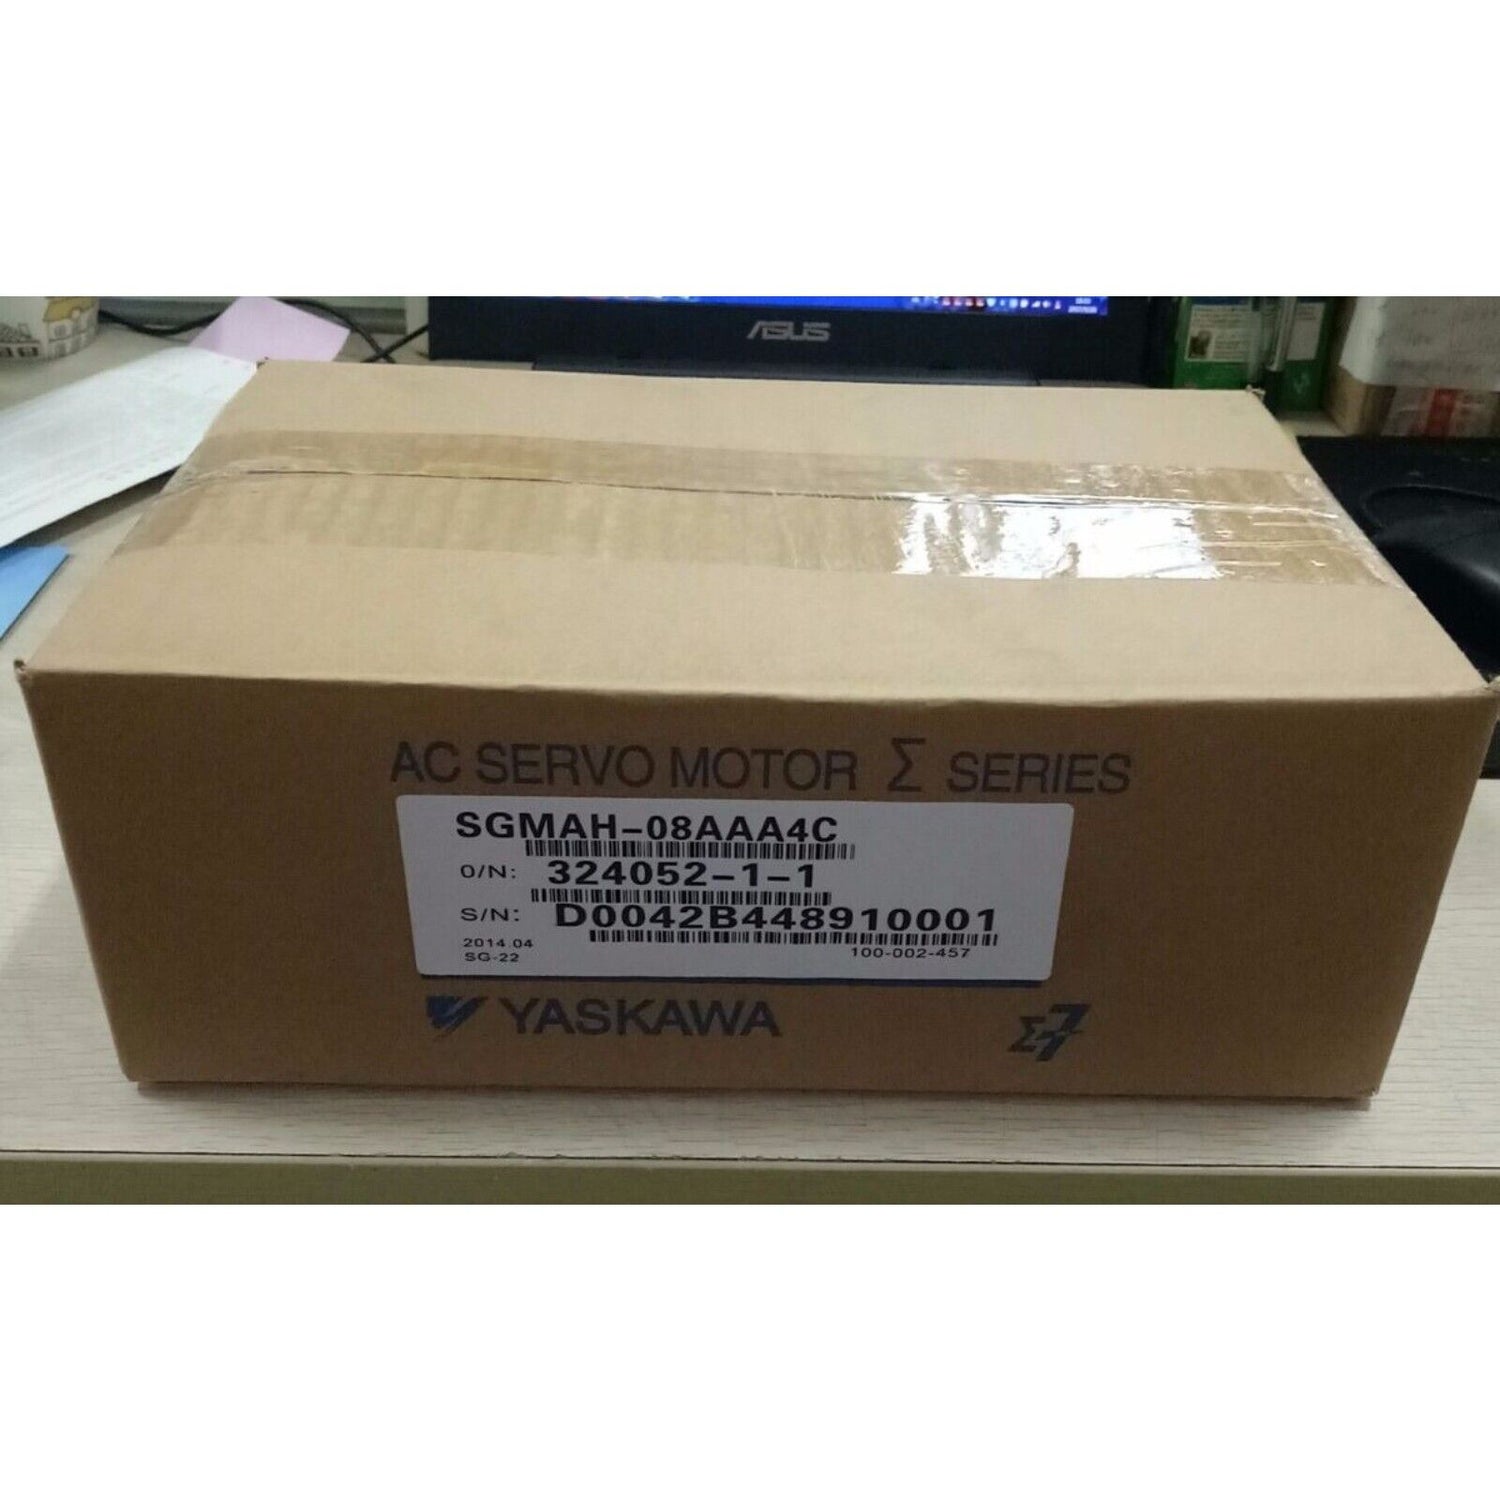 ASUS
AC SERVO MOTOR Σ SERIES
SGMAH-08AAA4C
O/N: 324052-1-1
S/N: D0042B448910001
2014.04
100-002-457
SG-22
YASKAWA
Σ7